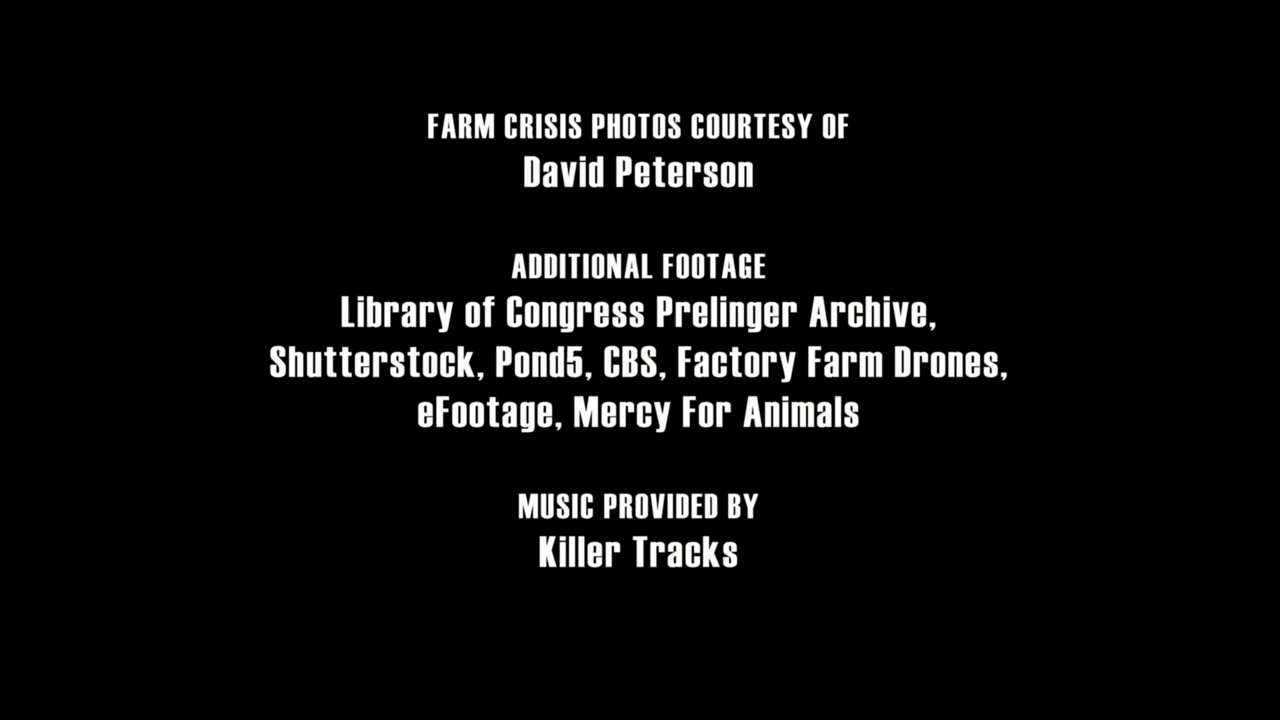 FARM CRISIS PHOTOS COURTESY OF
David Peterson
ADDITIONAL FOOTAGE
Library of Congress Prelinger Archive,
Shutterstock, Pond5, CBS, Factory Farm Drones,
eFootage, Mercy For Animals
MUSIC PROVIDED BY
Killer Tracks